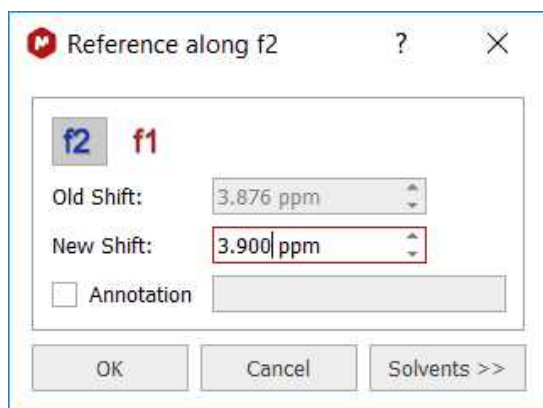 Reference along f2 ?
f2 f1
Old Shift: 3.876 ppm
New Shift: 3.900 ppm
Annotation
OK Cancel Solvents >>